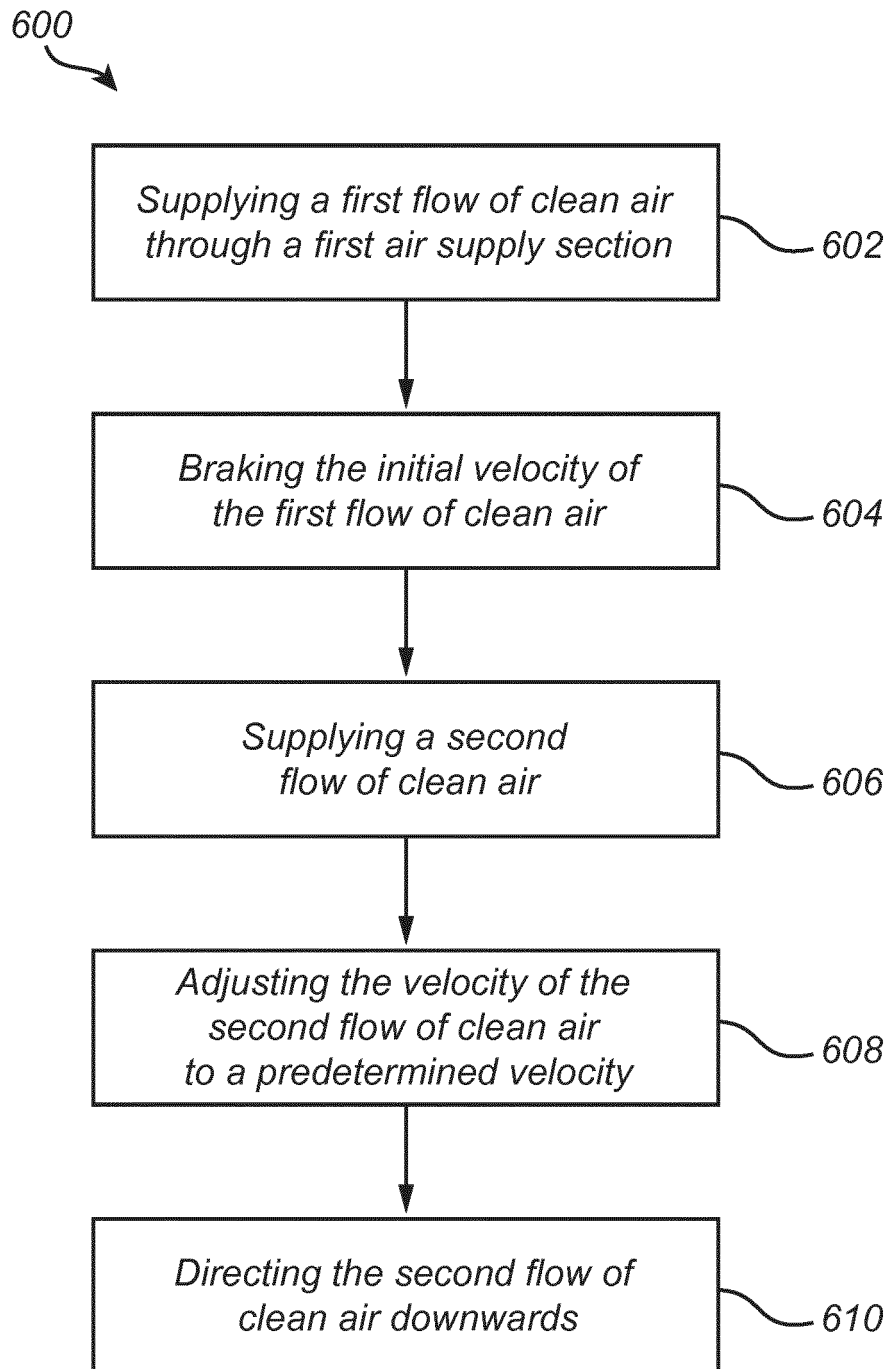 600
Supplying a first flow of clean air
through a first air supply section
602
Braking the initial velocity of
the first flow of clean air
604
Supplying a second
flow of clean air
606
Adjusting the velocity of the
second flow of clean air
to a predetermined velocity
608
Directing the second flow of
clean air downwards
610